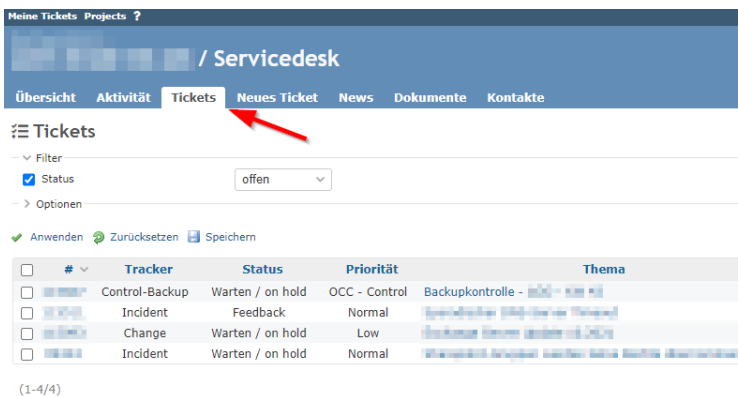 Meine Tickets Projects ?
/ Servicedesk
Übersicht Aktivität Tickets Neues Ticket News Dokumente Kontakte
Tickets
Filter
Status offen
Optionen
Anwenden Zurücksetzen Speichern
# Tracker Status Priorität Thema
Control-Backup Warten / on hold OCC - Control Backupkontrolle -
Incident Feedback Normal
Change Warten / on hold Low
Incident Warten / on hold Normal
(1-4/4)